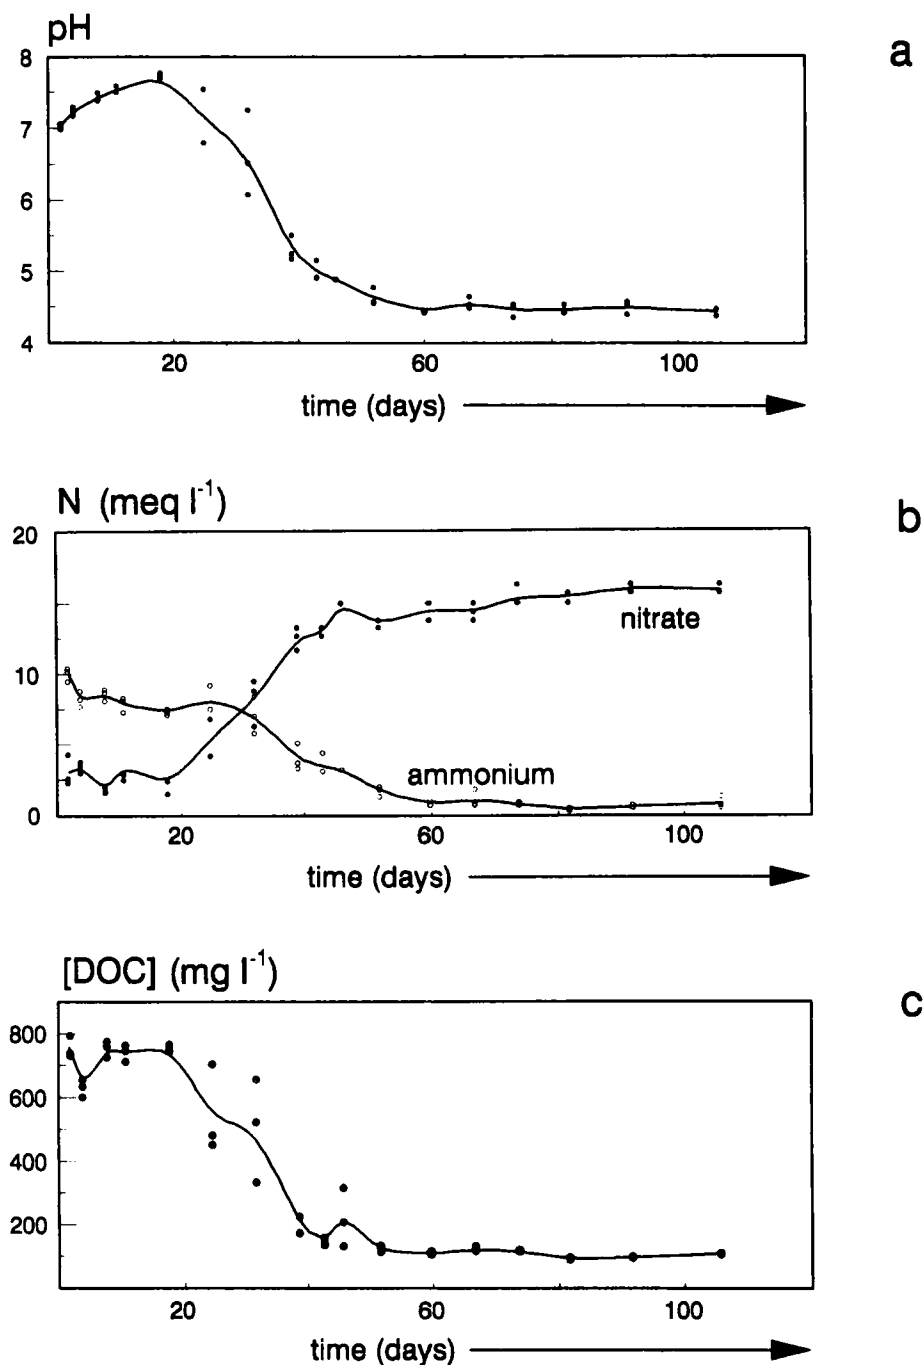 pH
a
8
7
6
5
4
20 60 100
time (days)
N (meq l⁻¹)
b
20
10
0
nitrate
ammonium
20 60 100
time (days)
[DOC] (mg l⁻¹)
c
800
600
400
200
20 60 100
time (days)